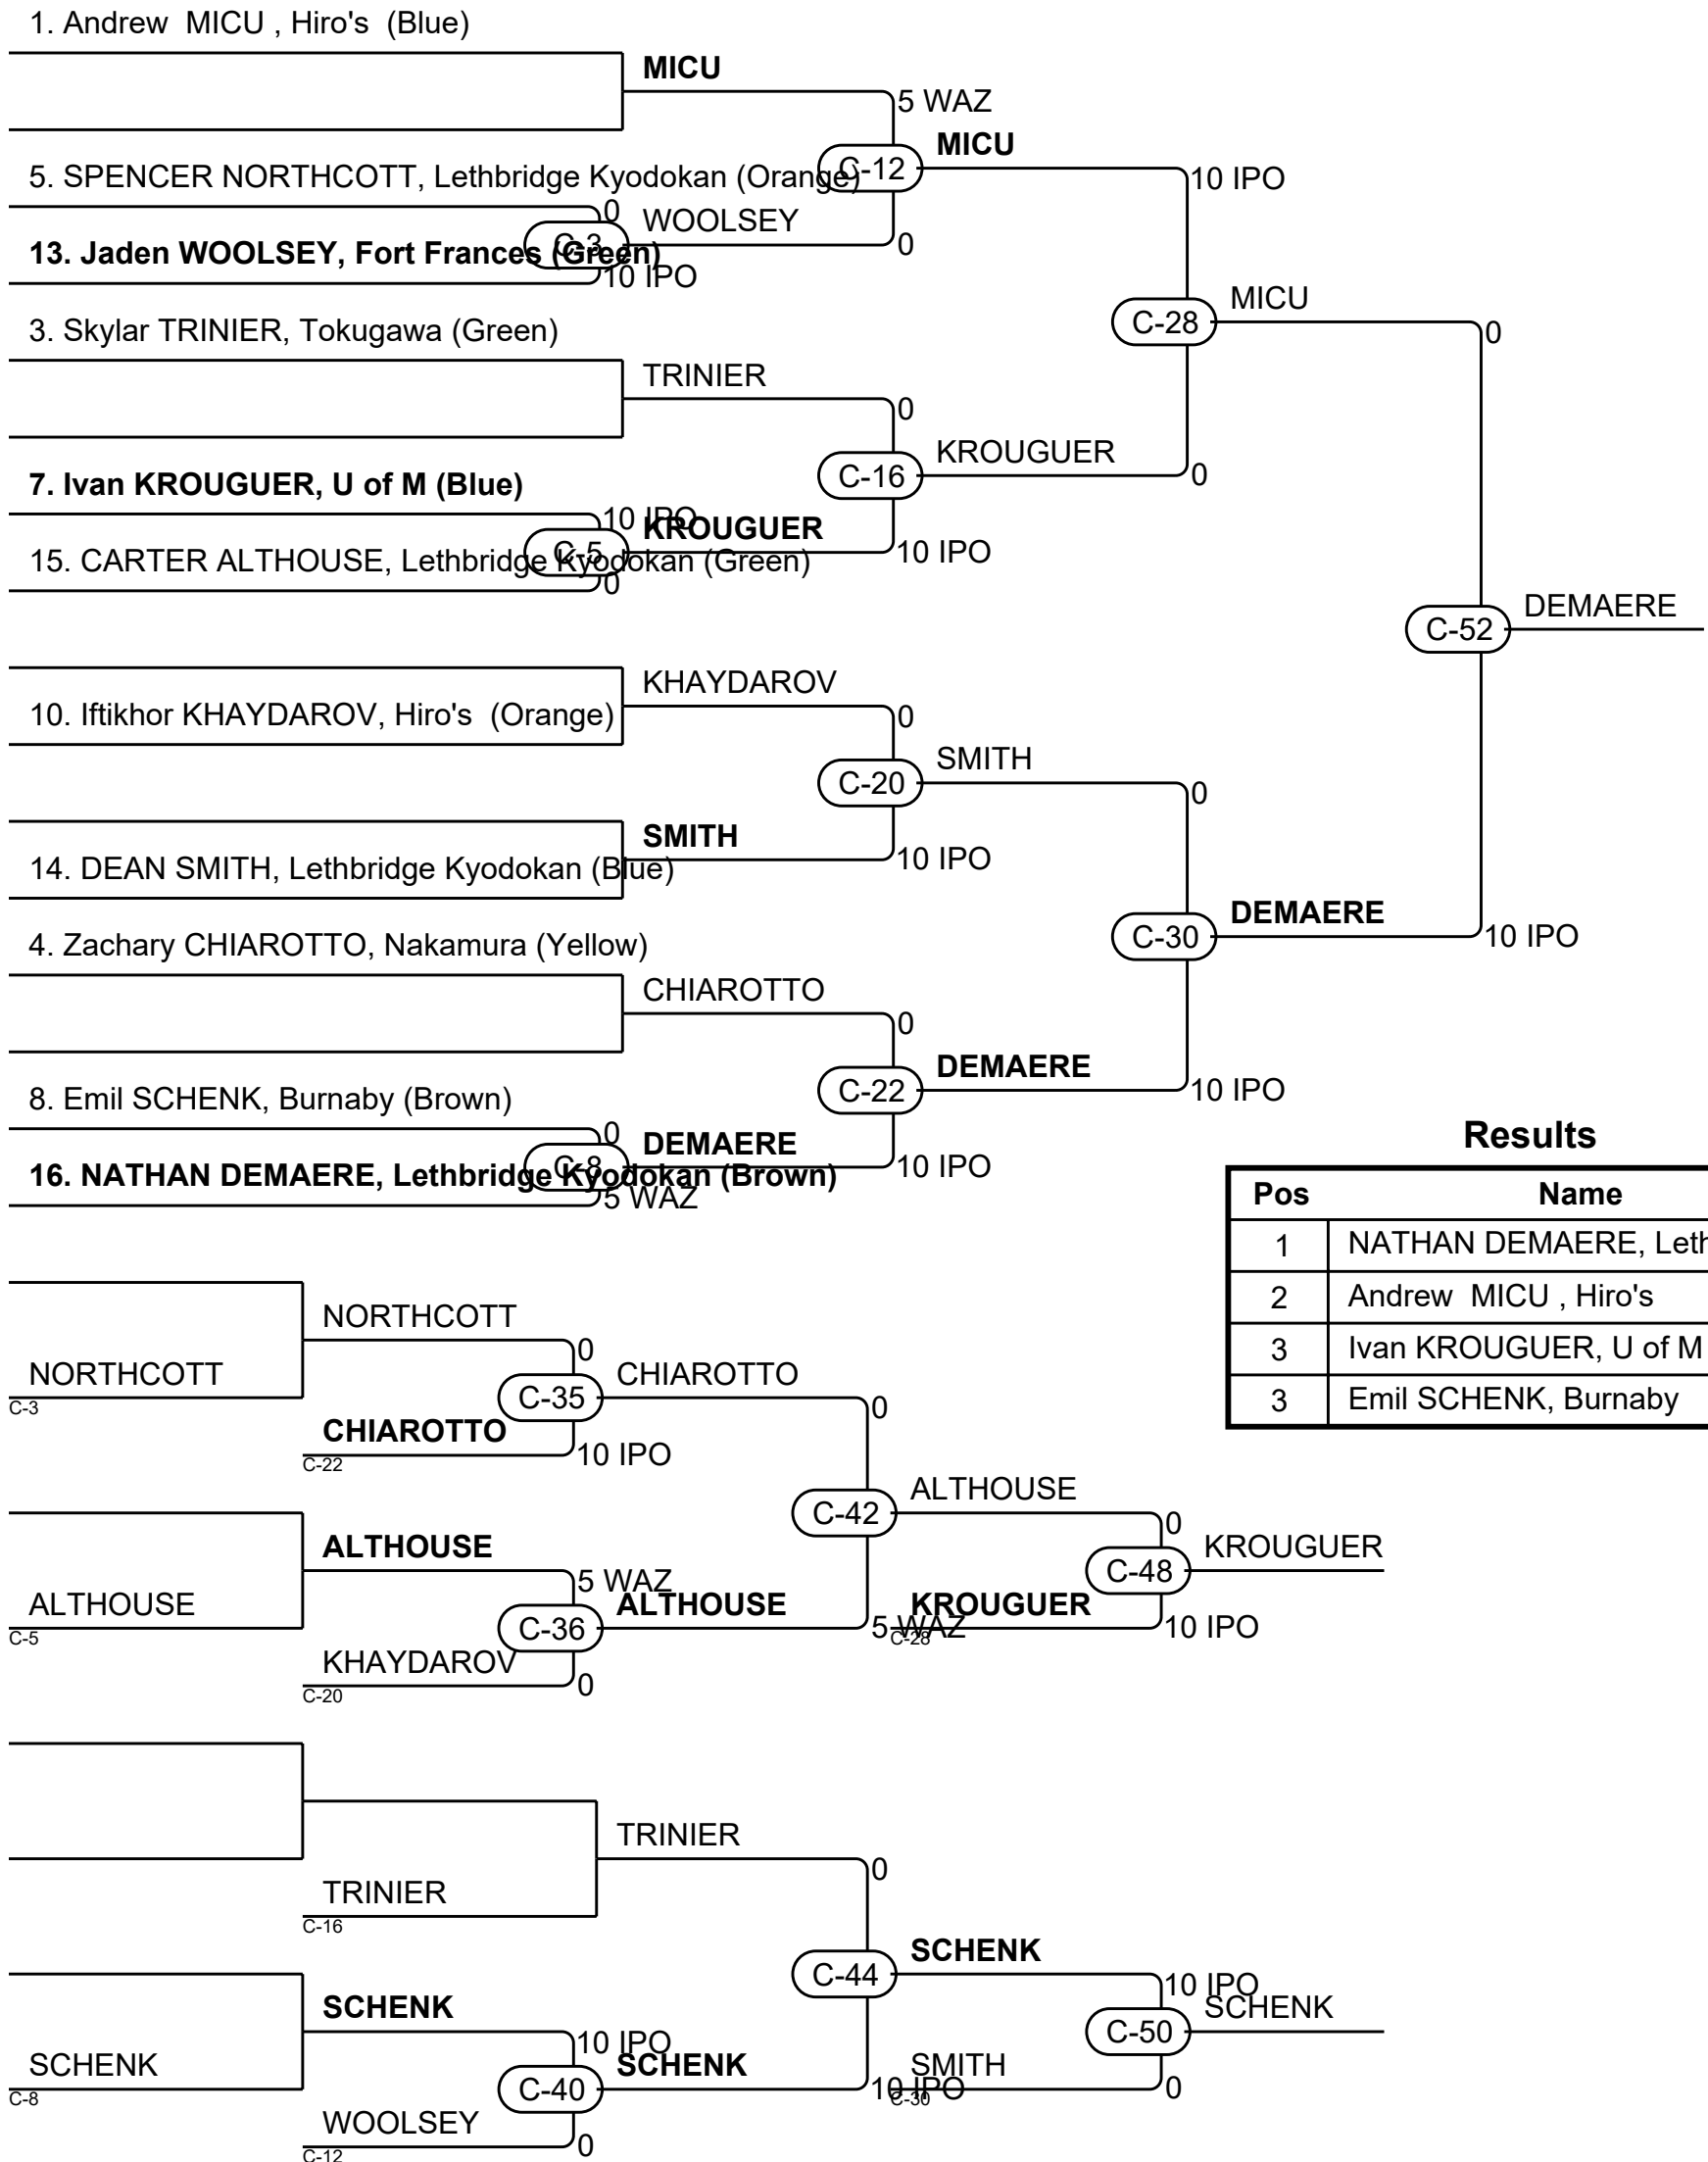 1. Andrew  MICU , Hiro's  (Blue)
MICU
5 WAZ
C-12
MICU
10 IPO
5. SPENCER NORTHCOTT, Lethbridge Kyodokan (Orange)
0
C-3
WOOLSEY
0
13. Jaden WOOLSEY, Fort Frances (Green)
10 IPO
C-28
MICU
0
3. Skylar TRINIER, Tokugawa (Green)
TRINIER
0
C-16
KROUGUER
0
7. Ivan KROUGUER, U of M (Blue)
10 IPO
C-5
KROUGUER
10 IPO
15. CARTER ALTHOUSE, Lethbridge Kyodokan (Green)
0
C-52
DEMAERE
KHAYDAROV
0
10. Iftikhor KHAYDAROV, Hiro's  (Orange)
C-20
SMITH
0
SMITH
10 IPO
14. DEAN SMITH, Lethbridge Kyodokan (Blue)
C-30
DEMAERE
10 IPO
4. Zachary CHIAROTTO, Nakamura (Yellow)
CHIAROTTO
0
C-22
DEMAERE
10 IPO
8. Emil SCHENK, Burnaby (Brown)
0
C-8
DEMAERE
10 IPO
16. NATHAN DEMAERE, Lethbridge Kyodokan (Brown)
5 WAZ
Results
Pos Name
1 NATHAN DEMAERE, Leth
2 Andrew  MICU , Hiro's
3 Ivan KROUGUER, U of M
3 Emil SCHENK, Burnaby
NORTHCOTT
0
NORTHCOTT
C-3
C-35
CHIAROTTO
0
CHIAROTTO
C-22
10 IPO
C-42
ALTHOUSE
0
ALTHOUSE
5 WAZ
ALTHOUSE
C-5
C-36
ALTHOUSE
5 WAZ
KHAYDAROV
C-20
0
KROUGUER
C-28
10 IPO
C-48
KROUGUER
TRINIER
0
TRINIER
C-16
C-44
SCHENK
10 IPO
SCHENK
10 IPO
SCHENK
C-8
C-40
SCHENK
10 IPO
WOOLSEY
C-12
0
SMITH
C-30
0
C-50
SCHENK